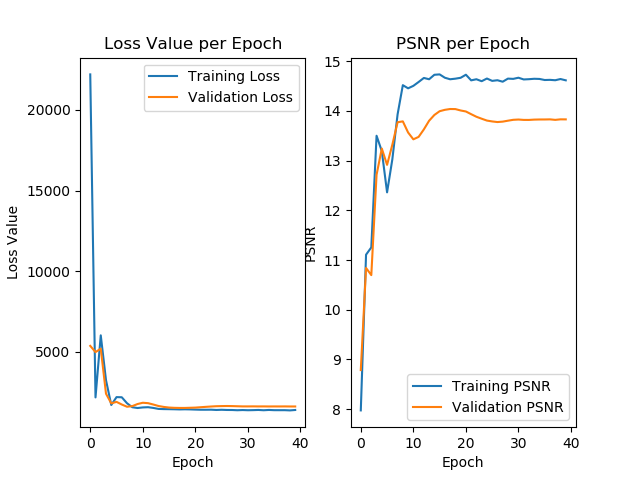 Loss Value per Epoch
Loss Value
20000
15000
10000
5000
Training Loss
Validation Loss
0
10
20
30
40
Epoch
PSNR per Epoch
PSNR
15
14
13
12
11
10
9
8
Training PSNR
Validation PSNR
0
10
20
30
40
Epoch